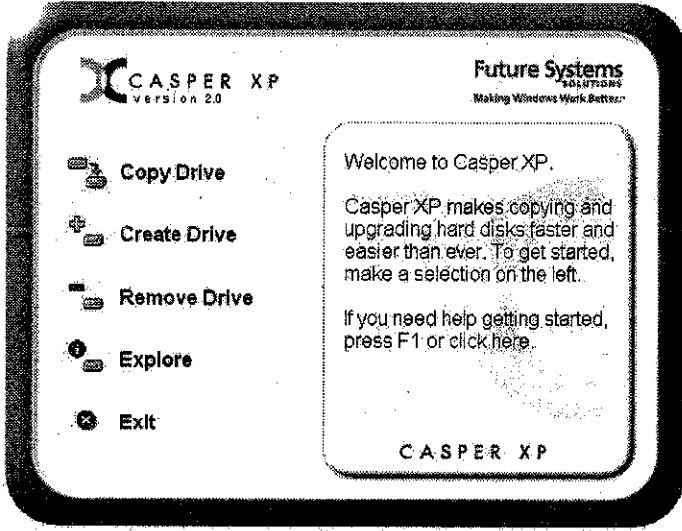 CASPER XP
version 2.0
Future Systems
SOLUTIONS
Making Windows Work Better™
Copy Drive
Create Drive
Remove Drive
Explore
Exit
Welcome to Casper XP.
Casper XP makes copying and
upgrading hard disks faster and
easier than ever. To get started,
make a selection on the left.
If you need help getting started,
press F1 or click here.
CASPER XP